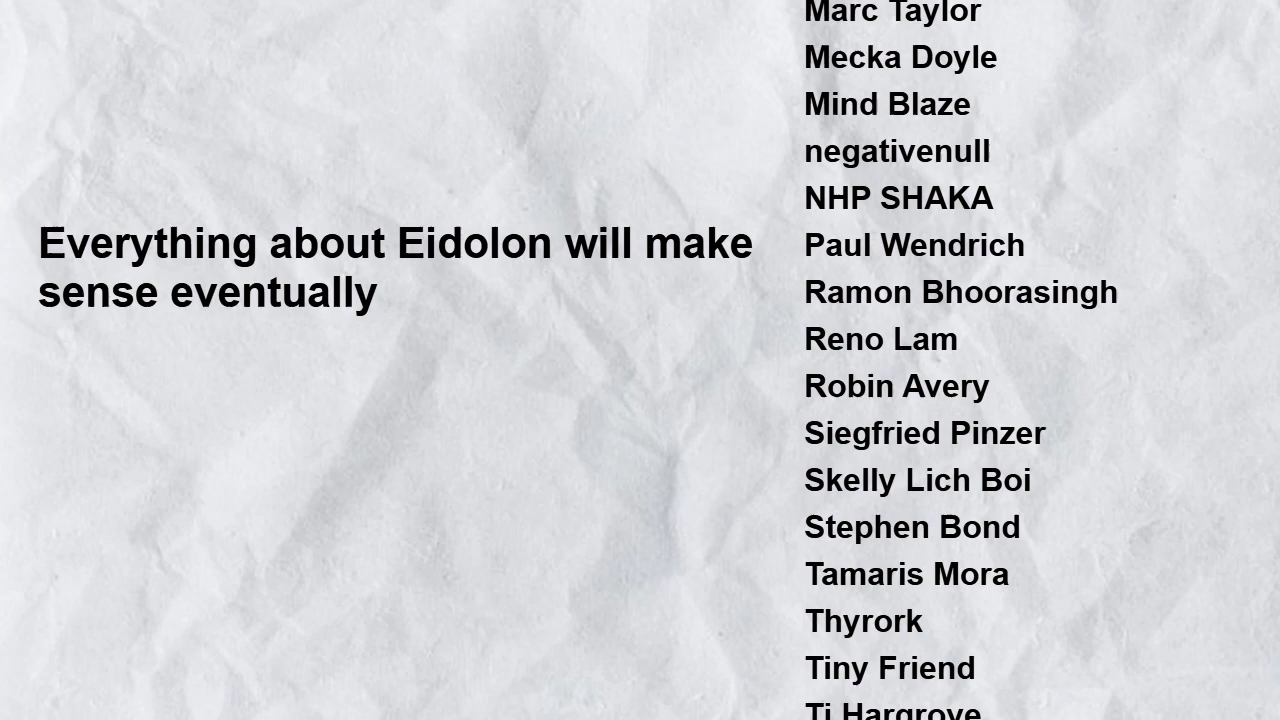 Everything about Eidolon will make
sense eventually
Marc Taylor
Mecka Doyle
Mind Blaze
negativenull
NHP SHAKA
Paul Wendrich
Ramon Bhoorasingh
Reno Lam
Robin Avery
Siegfried Pinzer
Skelly Lich Boi
Stephen Bond
Tamaris Mora
Thyrork
Tiny Friend
Tj Hargrove